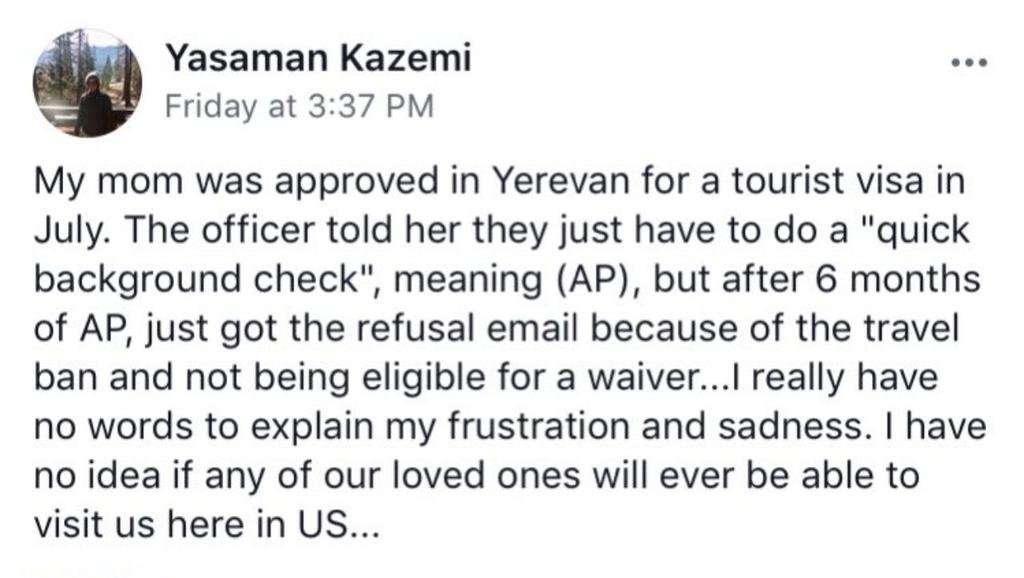 Yasaman Kazemi
Friday at 3:37 PM
My mom was approved in Yerevan for a tourist visa in
July. The officer told her they just have to do a "quick
background check", meaning (AP), but after 6 months
of AP, just got the refusal email because of the travel
ban and not being eligible for a waiver...I really have
no words to explain my frustration and sadness. I have
no idea if any of our loved ones will ever be able to
visit us here in US...